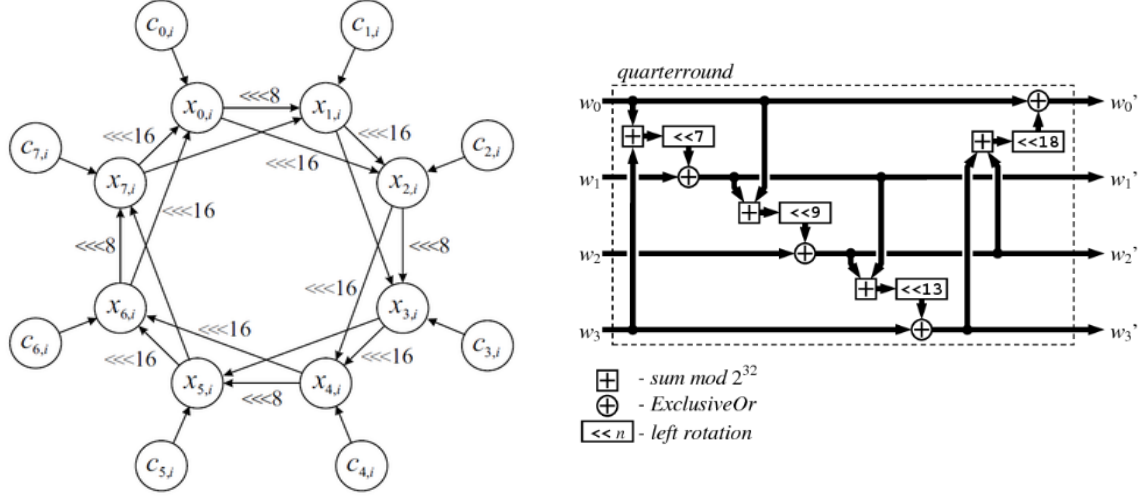 c0,i
c1,i
x0,i
<<<8
x1,i
<<<16
<<<16
<<<16
c7,i
c2,i
x7,i
x2,i
<<<16
<<<8
<<<8
<<<16
x6,i
x3,i
<<<16
c6,i
<<<16
<<<16
c3,i
x5,i
<<<8
x4,i
c5,i
c4,i
quarterround
w0
w0'
+
<<7
+
<<18
w1
w1'
+
<<9
w2
w2'
+
<<13
w3
w3'
+ - sum mod 2^32
⊕ - ExclusiveOr
<< n - left rotation